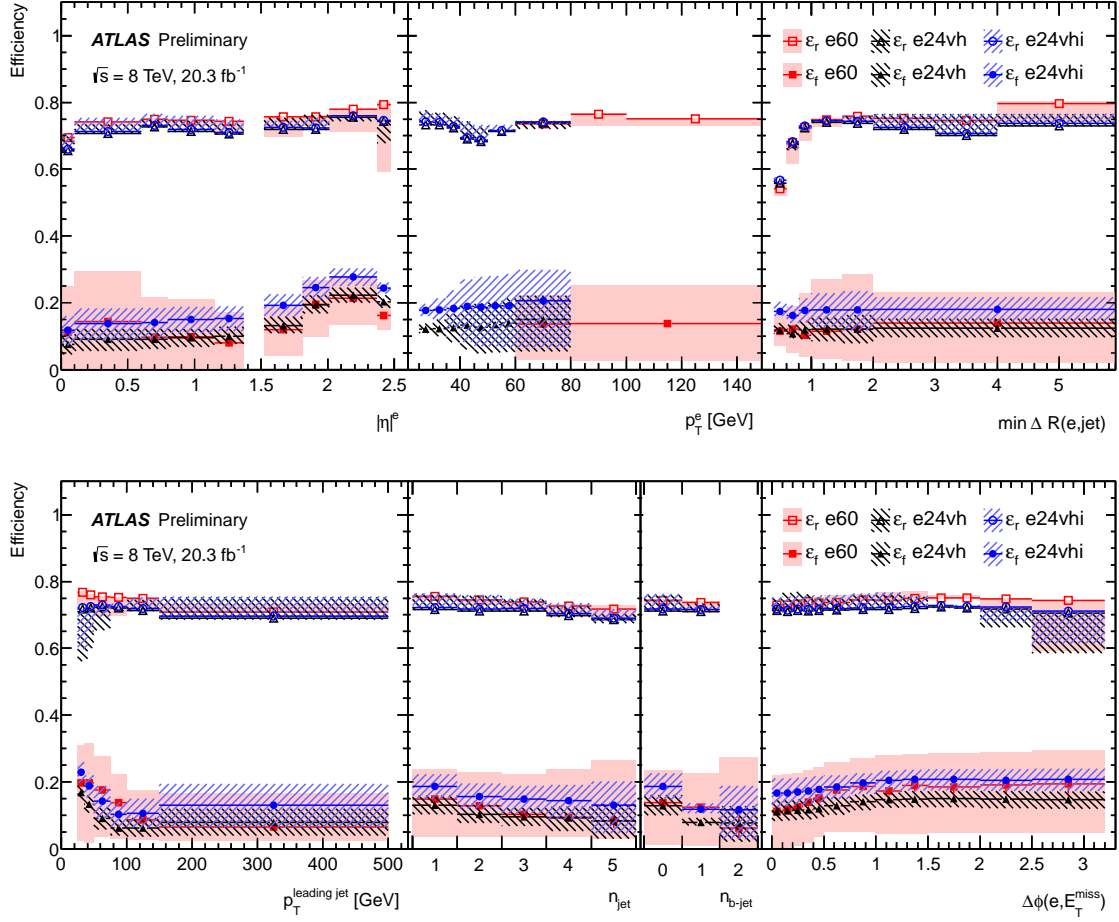 Efficiency
ATLAS Preliminary
√s = 8 TeV, 20.3 fb⁻¹
εr e60 εr e24vh εr e24vhi
εf e60 εf e24vh εf e24vhi
1
0.8
0.6
0.4
0.2
0
0 0.5 1 1.5 2 2.5
40 60 80 100 120 140
1 2 3 4 5
|η|ᵉ
pTᵉ [GeV]
min Δ R(e,jet)
Efficiency
ATLAS Preliminary
√s = 8 TeV, 20.3 fb⁻¹
εr e60 εr e24vh εr e24vhi
εf e60 εf e24vh εf e24vhi
1
0.8
0.6
0.4
0.2
0
0 100 200 300 400 500
1 2 3 4 5
0 1 2
0 0.5 1 1.5 2 2.5 3
pT^leading jet [GeV]
njet
nb-jet
Δϕ(e,ET^miss)